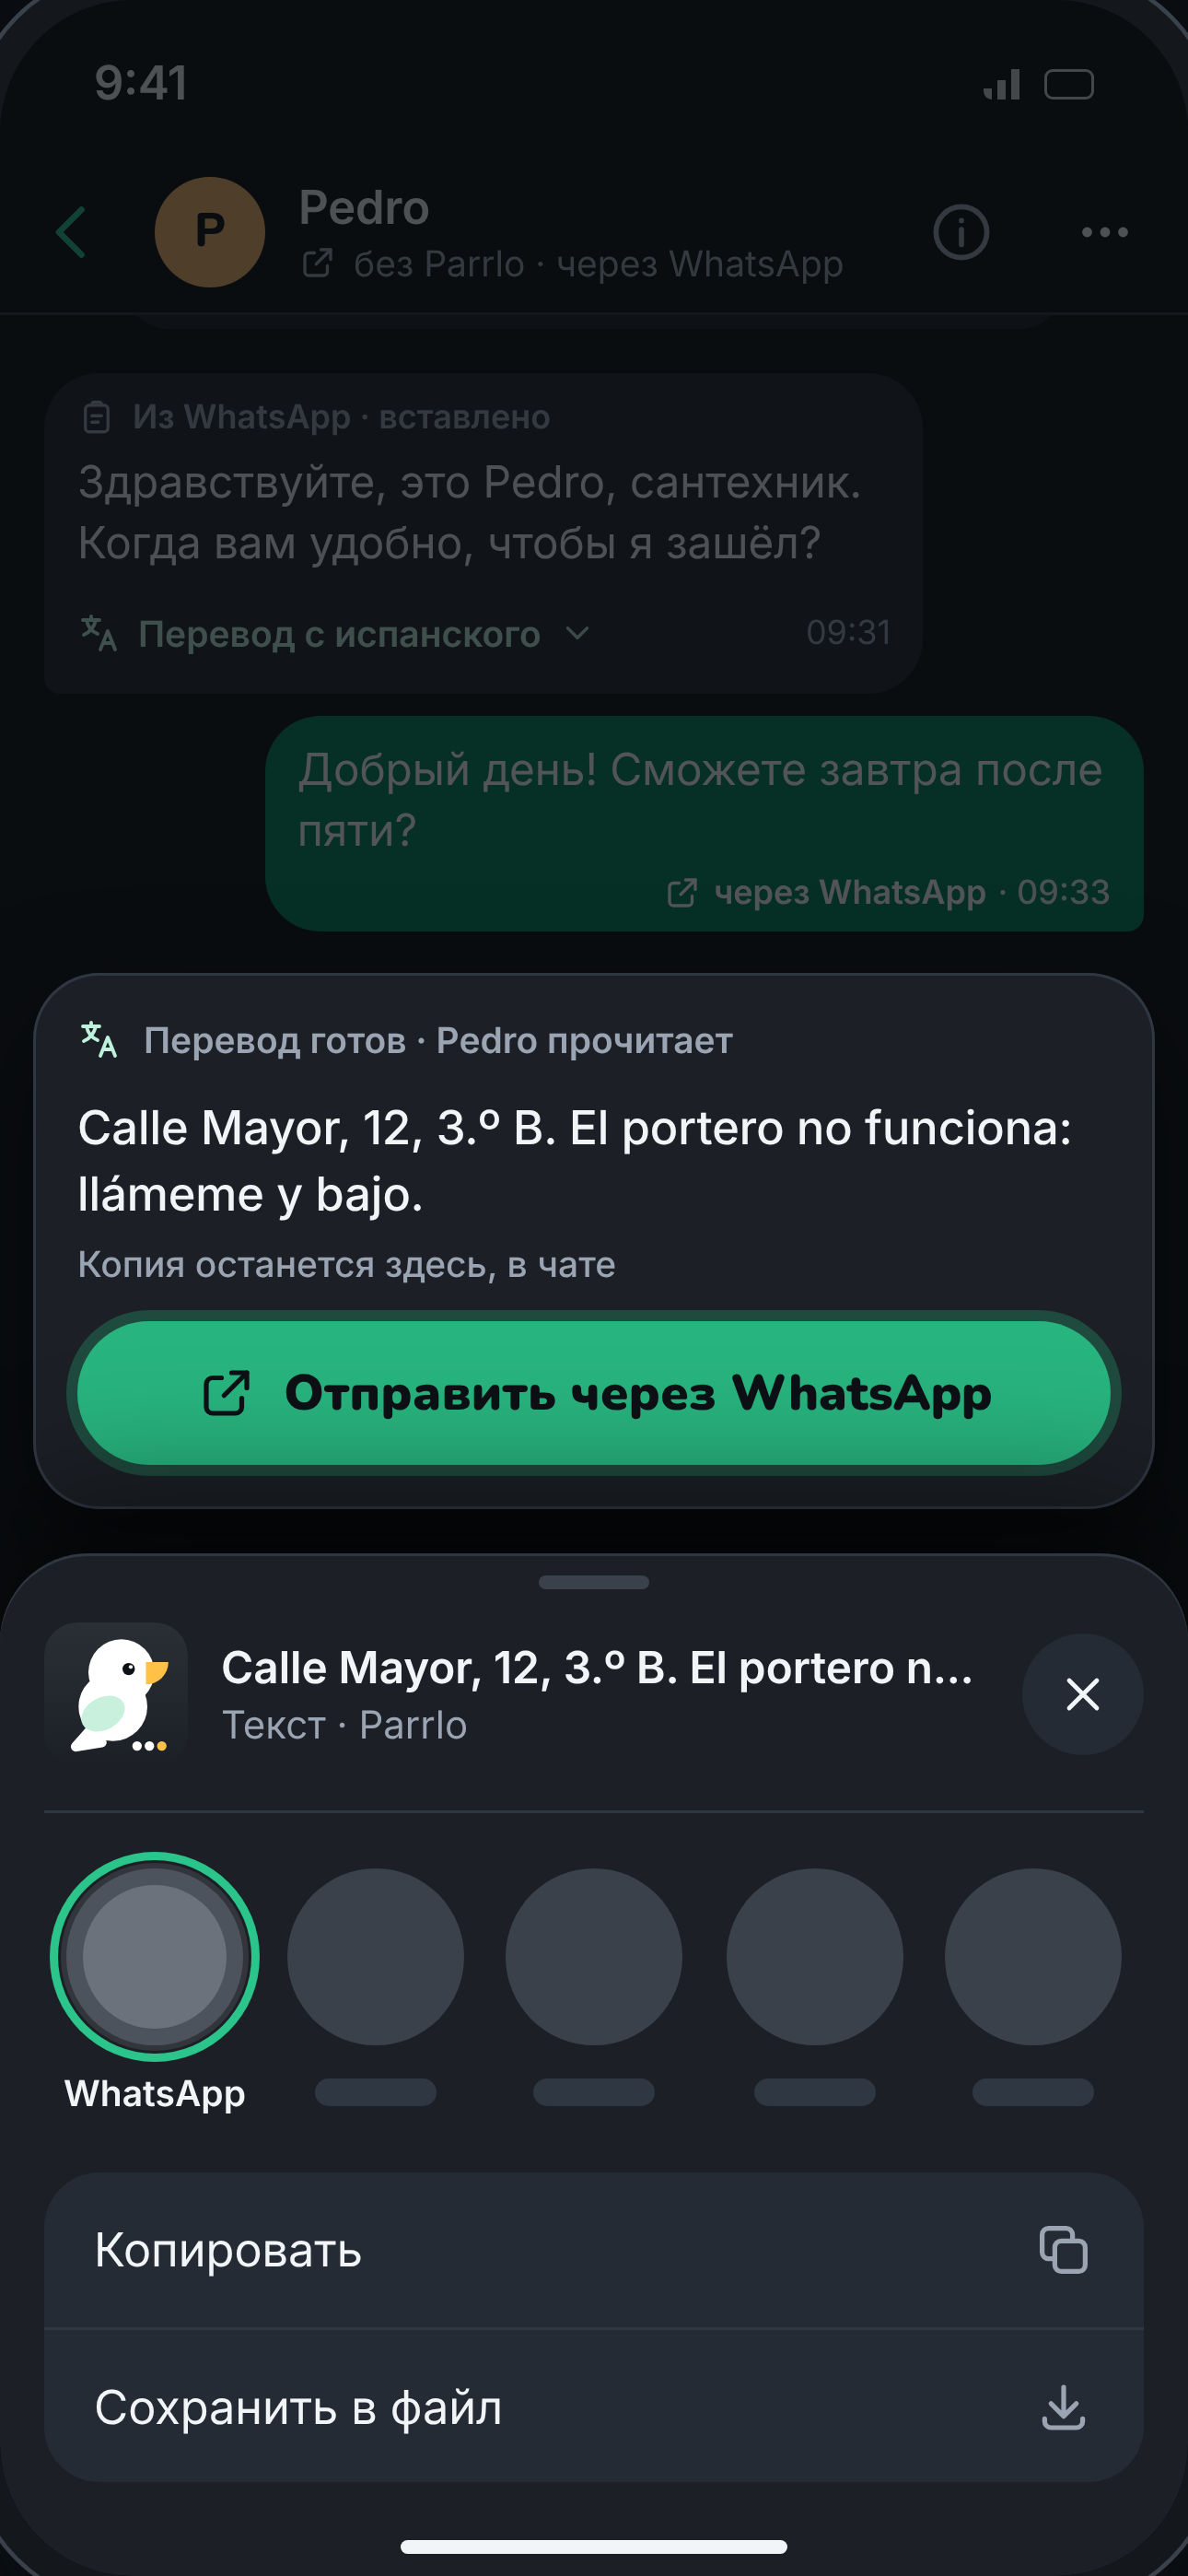 9:41
P
Pedro
без Parrlo · через WhatsApp
Из WhatsApp · вставлено
Здравствуйте, это Pedro, сантехник.
Когда вам удобно, чтобы я зашёл?
Перевод с испанского
09:31
Добрый день! Сможете завтра после
пяти?
через WhatsApp · 09:33
Перевод готов · Pedro прочитает
Calle Mayor, 12, 3.º B. El portero no funciona:
llámeme y bajo.
Копия останется здесь, в чате
Отправить через WhatsApp
Calle Mayor, 12, 3.º B. El portero n...
Текст · Parrlo
WhatsApp
Копировать
Сохранить в файл